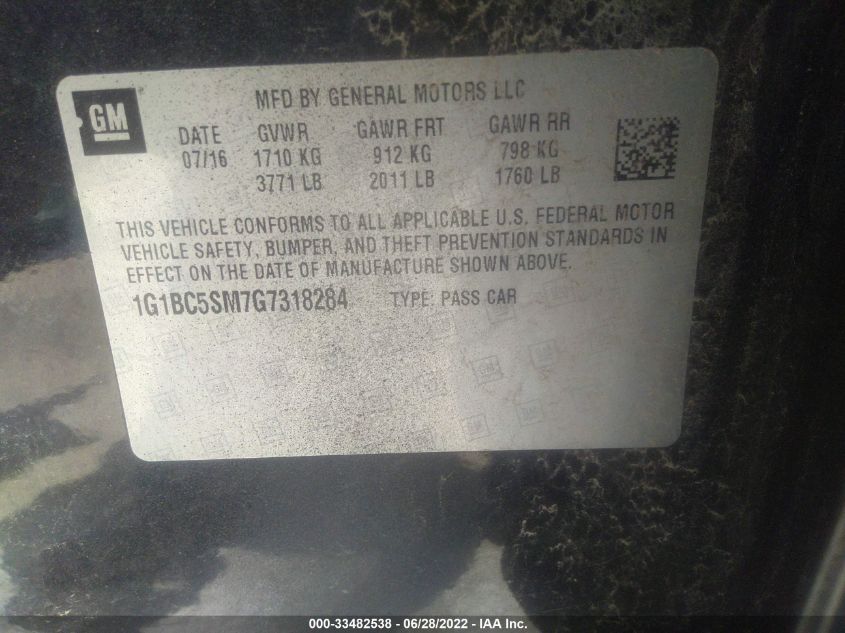 GM
MFD BY GENERAL MOTORS LLC
DATE GVWR GAWR FRT GAWR RR
07/16 1710 KG 912 KG 798 KG
3771 LB 2011 LB 1760 LB
THIS VEHICLE CONFORMS TO ALL APPLICABLE U.S. FEDERAL MOTOR
VEHICLE SAFETY, BUMPER, AND THEFT PREVENTION STANDARDS IN
EFFECT ON THE DATE OF MANUFACTURE SHOWN ABOVE.
1G1BC5SM7G7318284 TYPE: PASS CAR
000-33482538 - 06/28/2022 - IAA Inc.